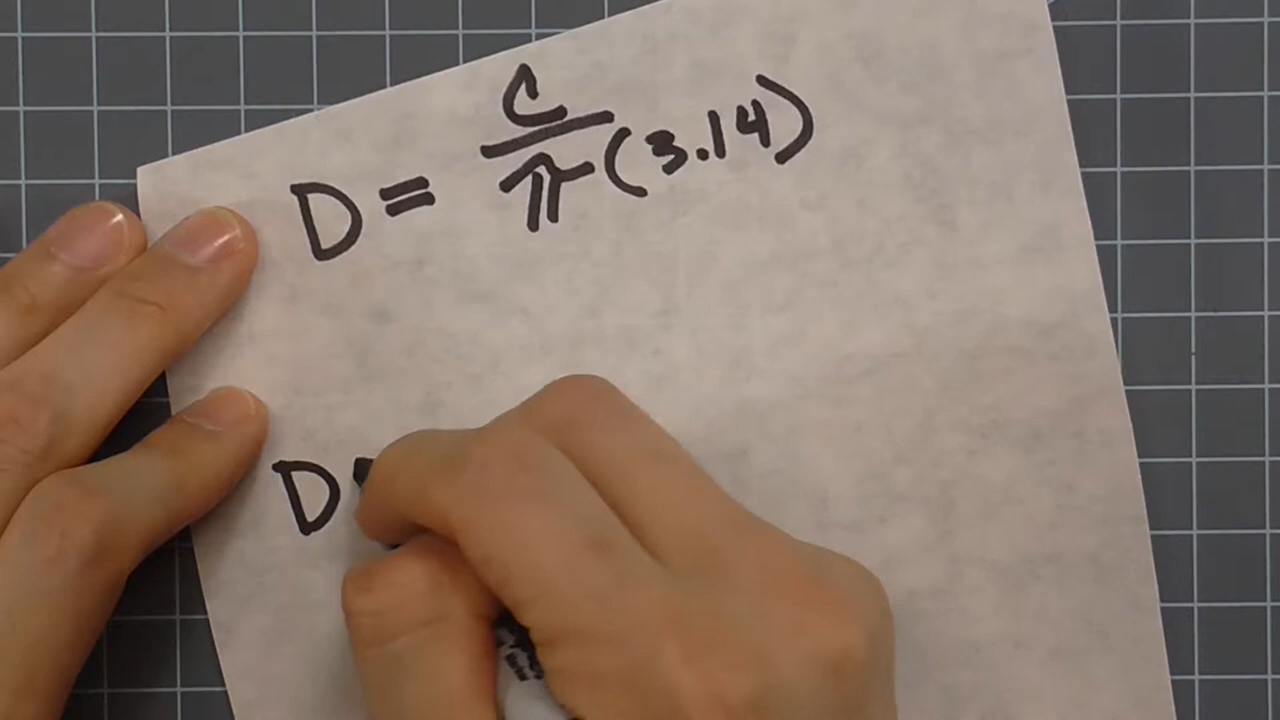 D = C/π (3.14)
D